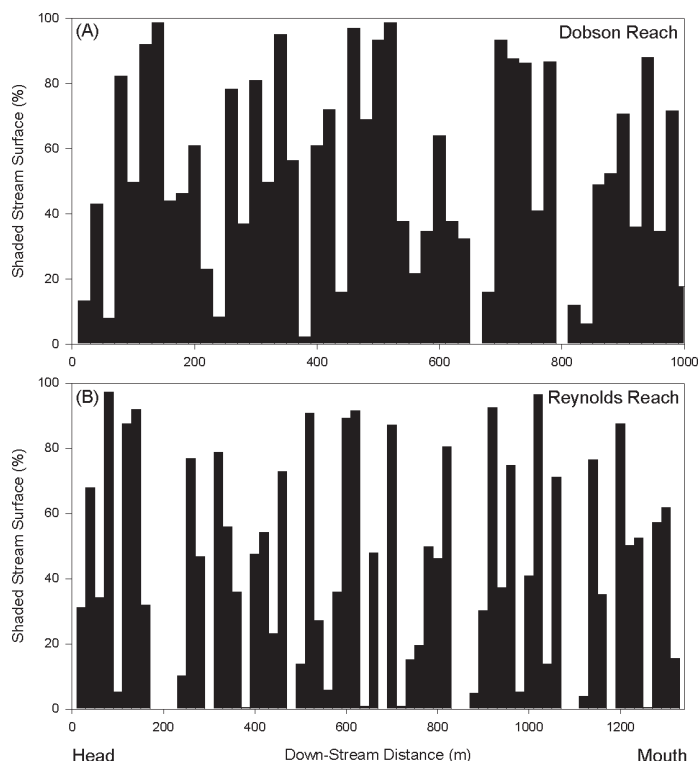 (A)
Dobson Reach
Shaded Stream Surface (%)
100
80
60
40
20
0
0 200 400 600 800 1000
(B)
Reynolds Reach
Shaded Stream Surface (%)
100
80
60
40
20
0
0 200 400 600 800 1000 1200
Head Down-Stream Distance (m) Mouth